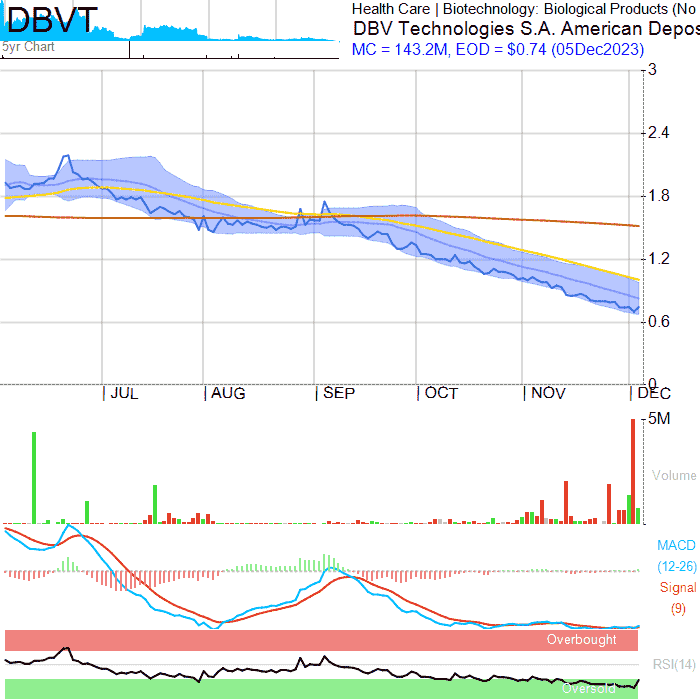 DBVT
5yr Chart
Health Care | Biotechnology: Biological Products (No
DBV Technologies S.A. American Depos
MC = 143.2M, EOD = $0.74 (05Dec2023)
3
2.4
1.8
1.2
0.6
0
JUL AUG SEP OCT NOV DEC
5M
Volume
MACD
(12-26)
Signal
(9)
Overbought
RSI(14)
Oversold